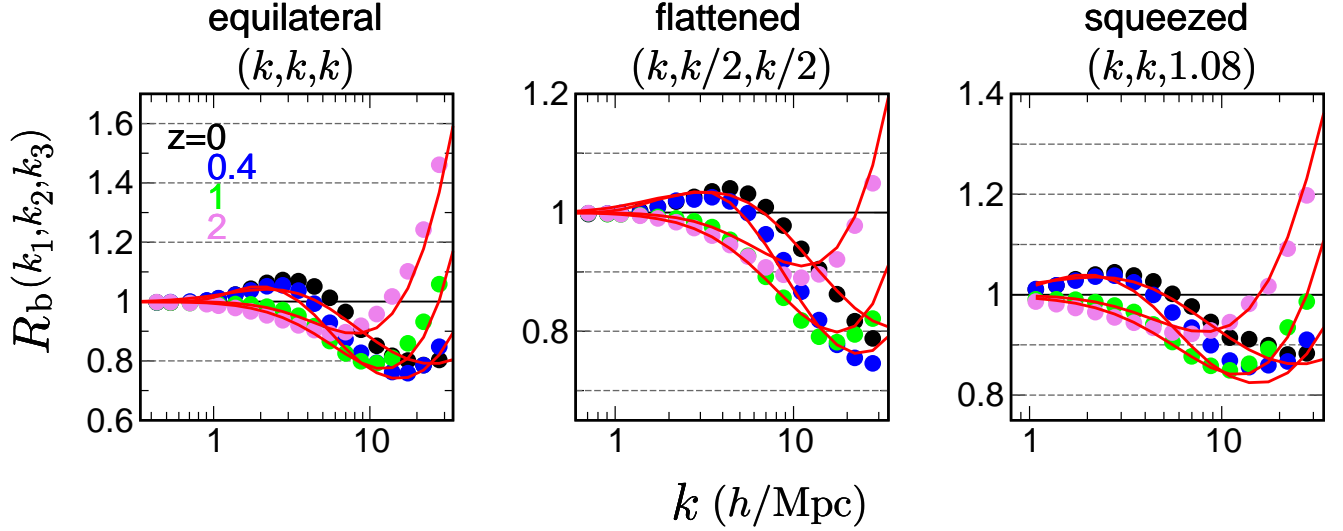 equilateral
(k,k,k)
flattened
(k,k/2,k/2)
squeezed
(k,k,1.08)
R_b(k_1,k_2,k_3)
1.6
1.4
1.2
1
0.8
0.6
z=0
0.4
1
2
1
10
1.2
1
0.8
1
10
1.4
1.2
1
0.8
1
10
k (h/Mpc)